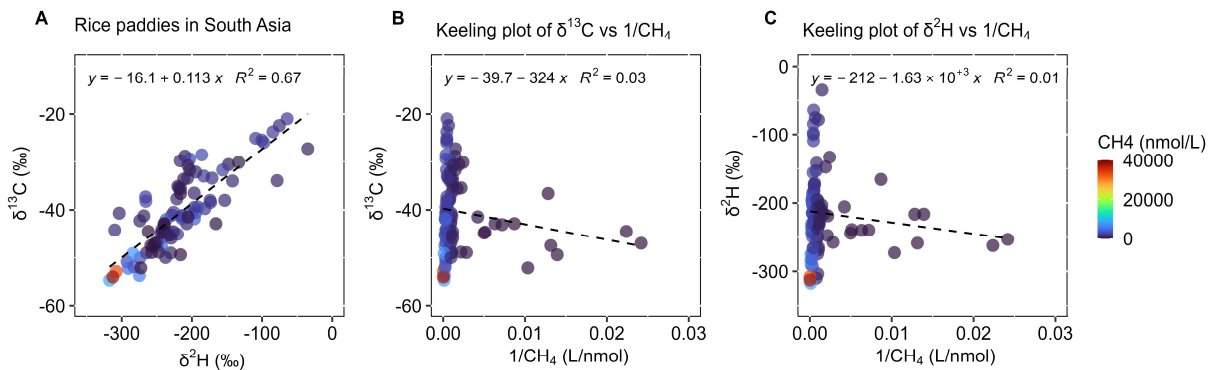 A Rice paddies in South Asia
y = − 16.1 + 0.113 x R² = 0.67
-20
-40
-60
δ¹³C (‰)
-300 -200 -100 0
δ²H (‰)
B Keeling plot of δ¹³C vs 1/CH₄
y = − 39.7 − 324 x R² = 0.03
-20
-40
-60
δ¹³C (‰)
0.00 0.01 0.02 0.03
1/CH₄ (L/nmol)
C Keeling plot of δ²H vs 1/CH₄
y = − 212 − 1.63 × 10⁺³ x R² = 0.01
0
-100
-200
-300
δ²H (‰)
0.00 0.01 0.02 0.03
1/CH₄ (L/nmol)
CH4 (nmol/L)
40000
20000
0